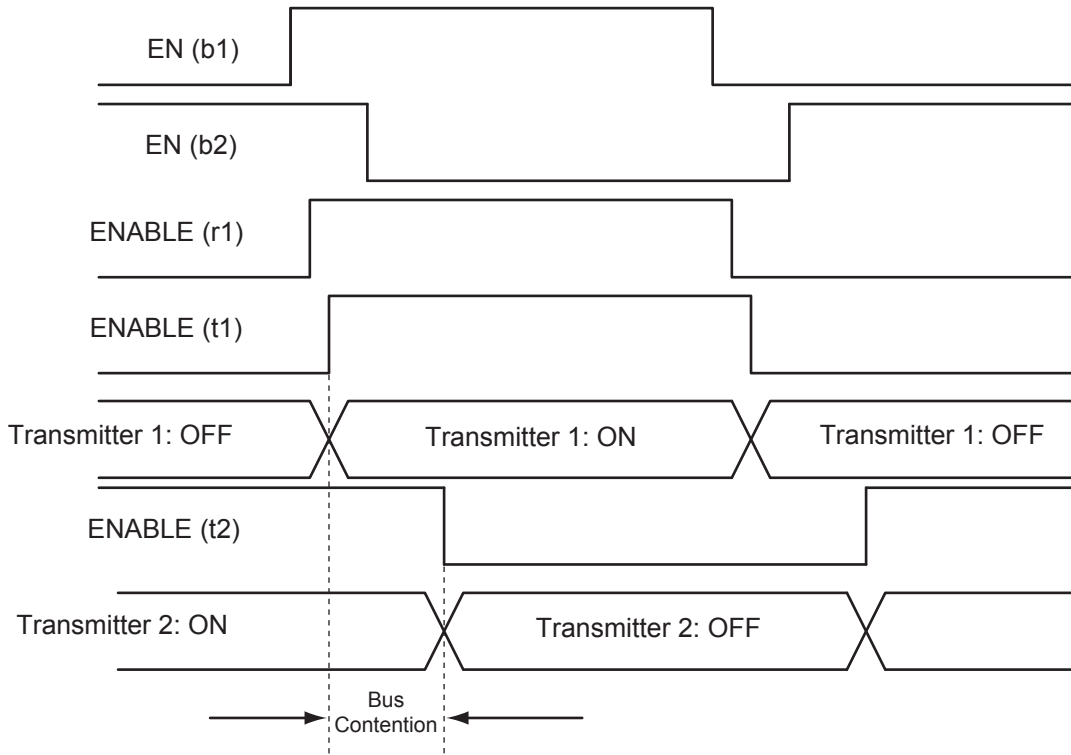 EN (b1)
EN (b2)
ENABLE (r1)
ENABLE (t1)
Transmitter 1: OFF
Transmitter 1: ON
Transmitter 1: OFF
ENABLE (t2)
Transmitter 2: ON
Transmitter 2: OFF
Bus
Contention